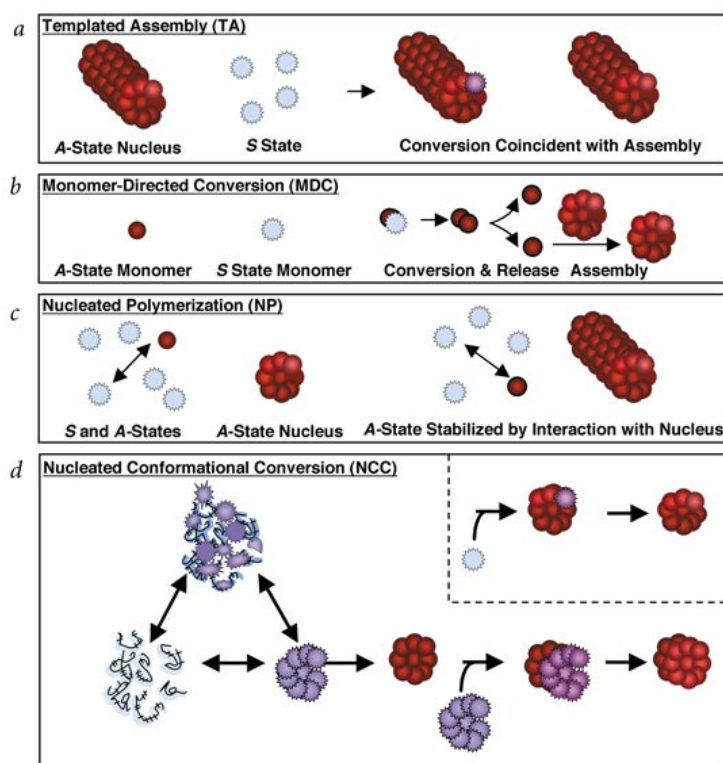 a
Templated Assembly (TA)
A-State Nucleus
S State
Conversion Coincident with Assembly
b
Monomer-Directed Conversion (MDC)
A-State Monomer
S State Monomer
Conversion & Release
Assembly
c
Nucleated Polymerization (NP)
S and A-States
A-State Nucleus
A-State Stabilized by Interaction with Nucleus
d
Nucleated Conformational Conversion (NCC)